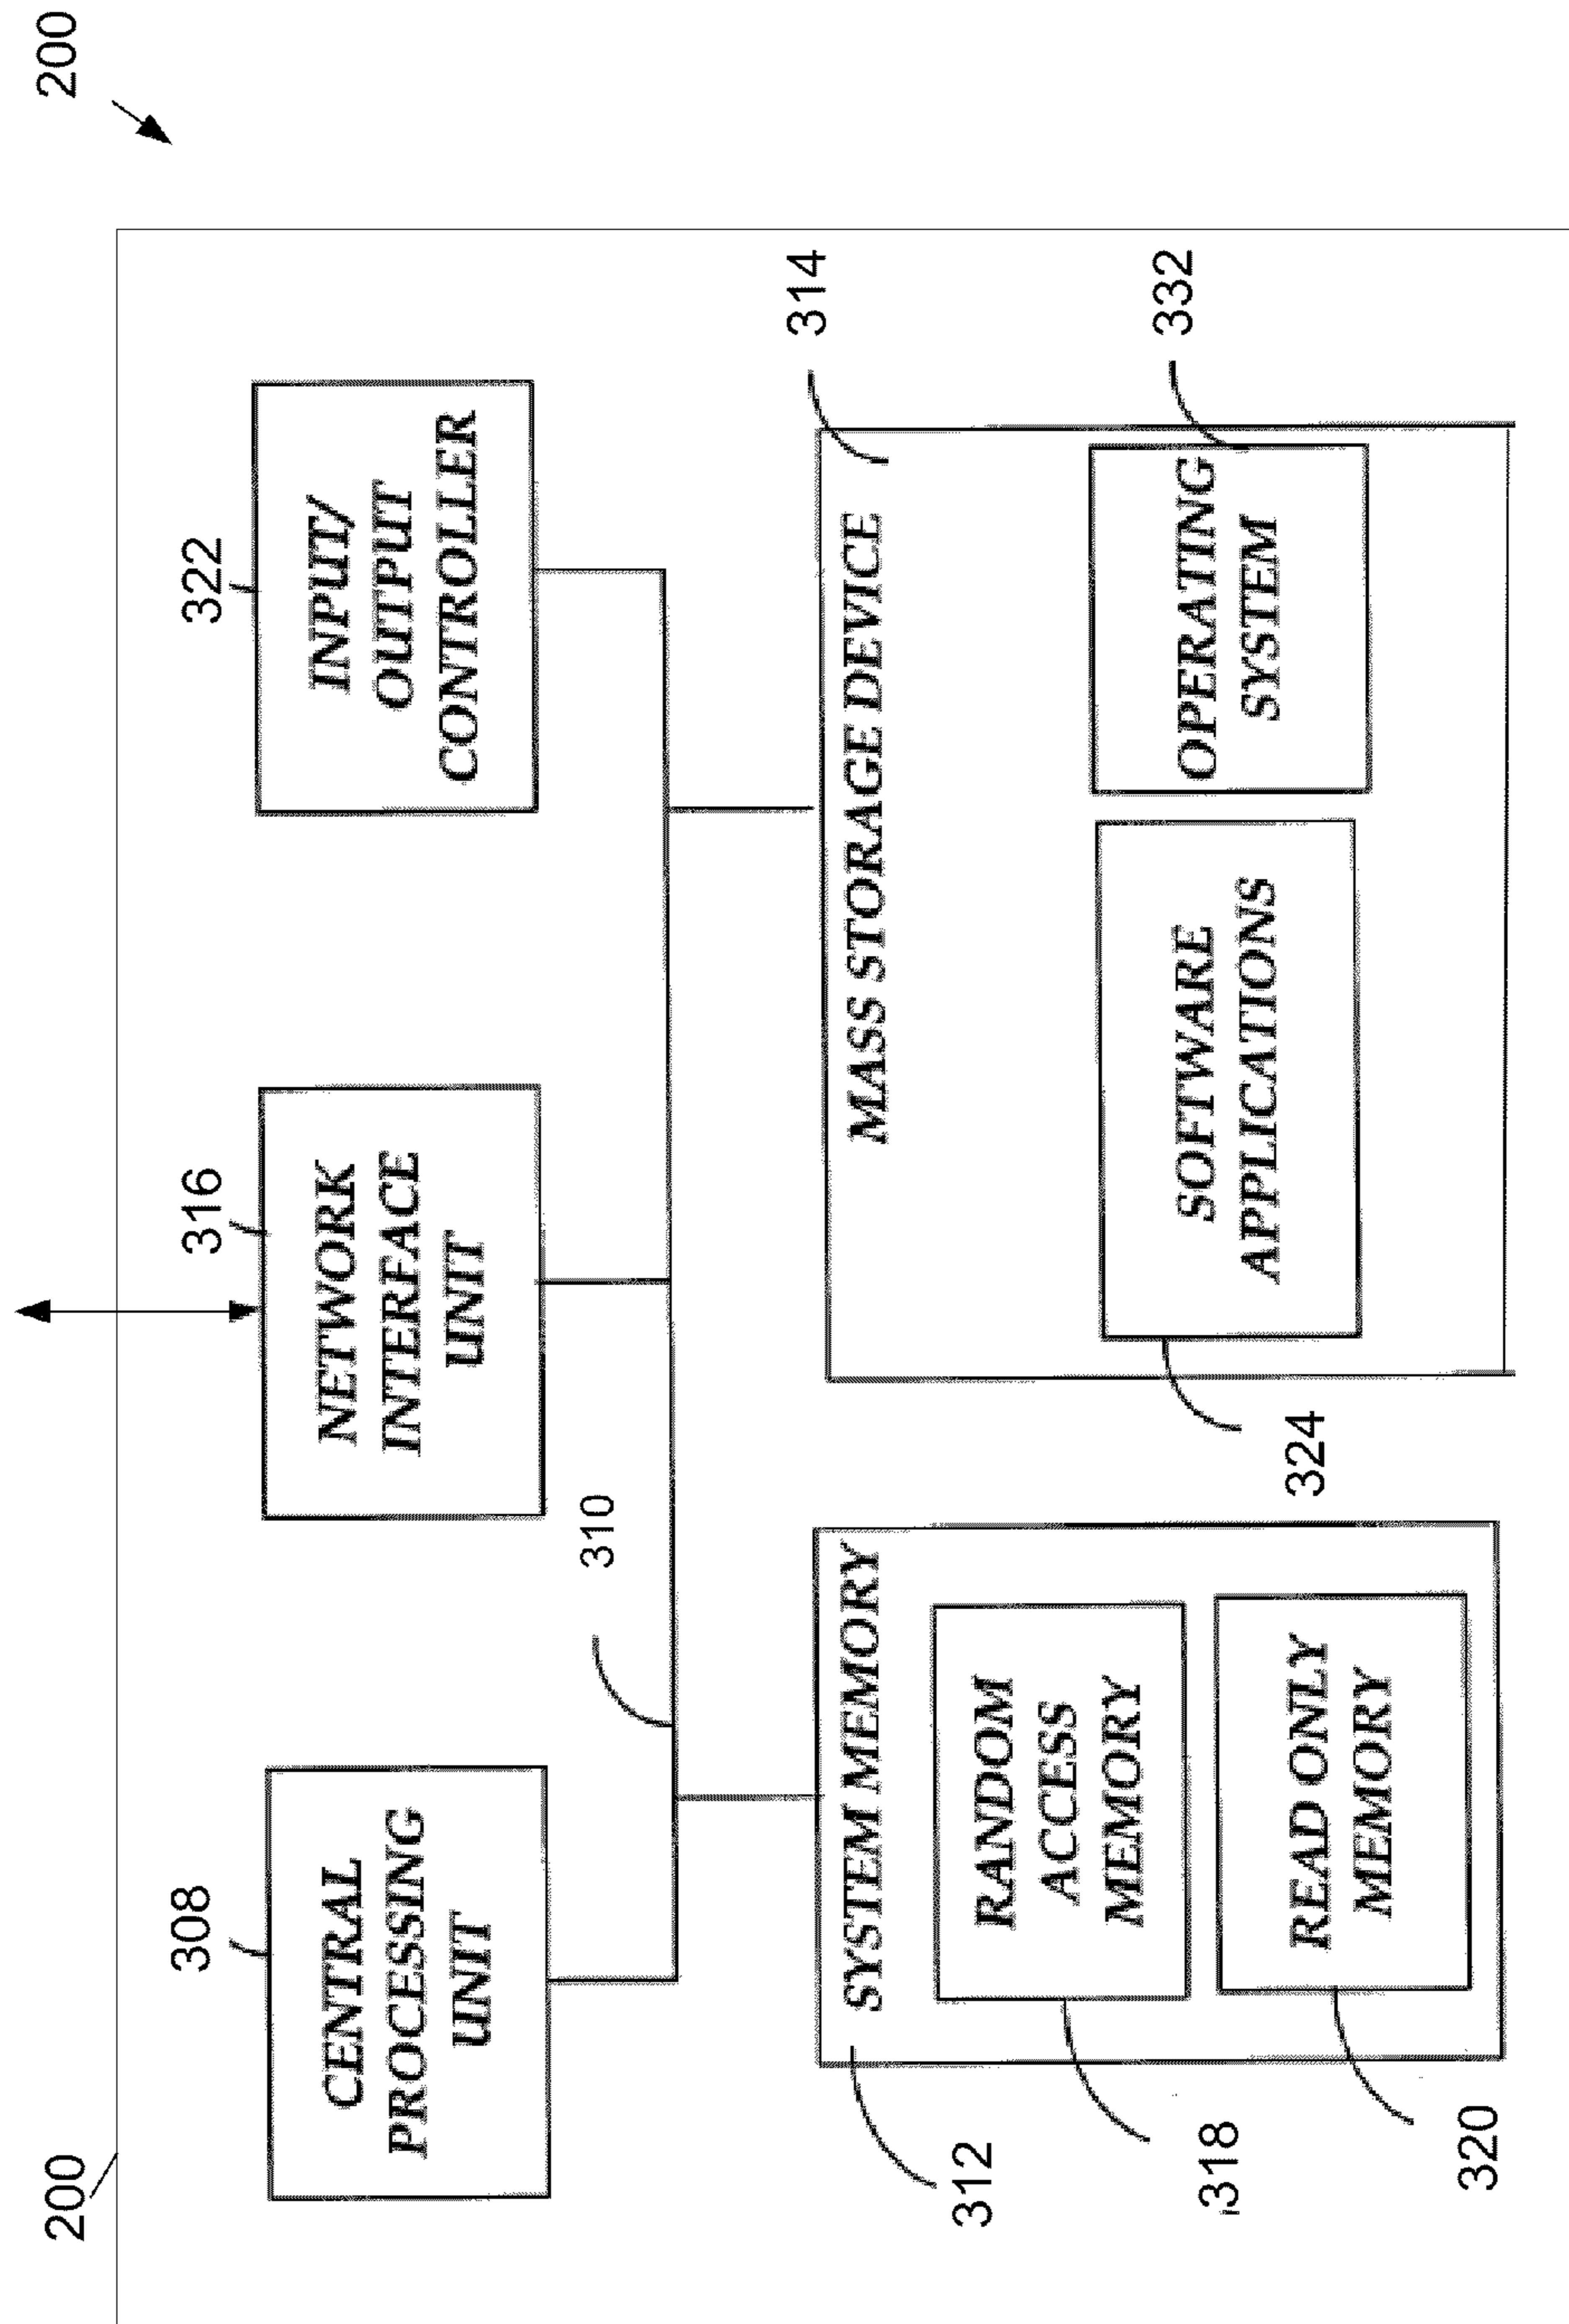 200
200
308
316
322
CENTRAL
PROCESSING
UNIT
NETWORK
INTERFACE
UNIT
INPUT/
OUTPUT
CONTROLLER
310
SYSTEM MEMORY
312
RANDOM
ACCESS
MEMORY
318
READ ONLY
MEMORY
320
MASS STORAGE DEVICE
314
SOFTWARE
APPLICATIONS
324
OPERATING
SYSTEM
332